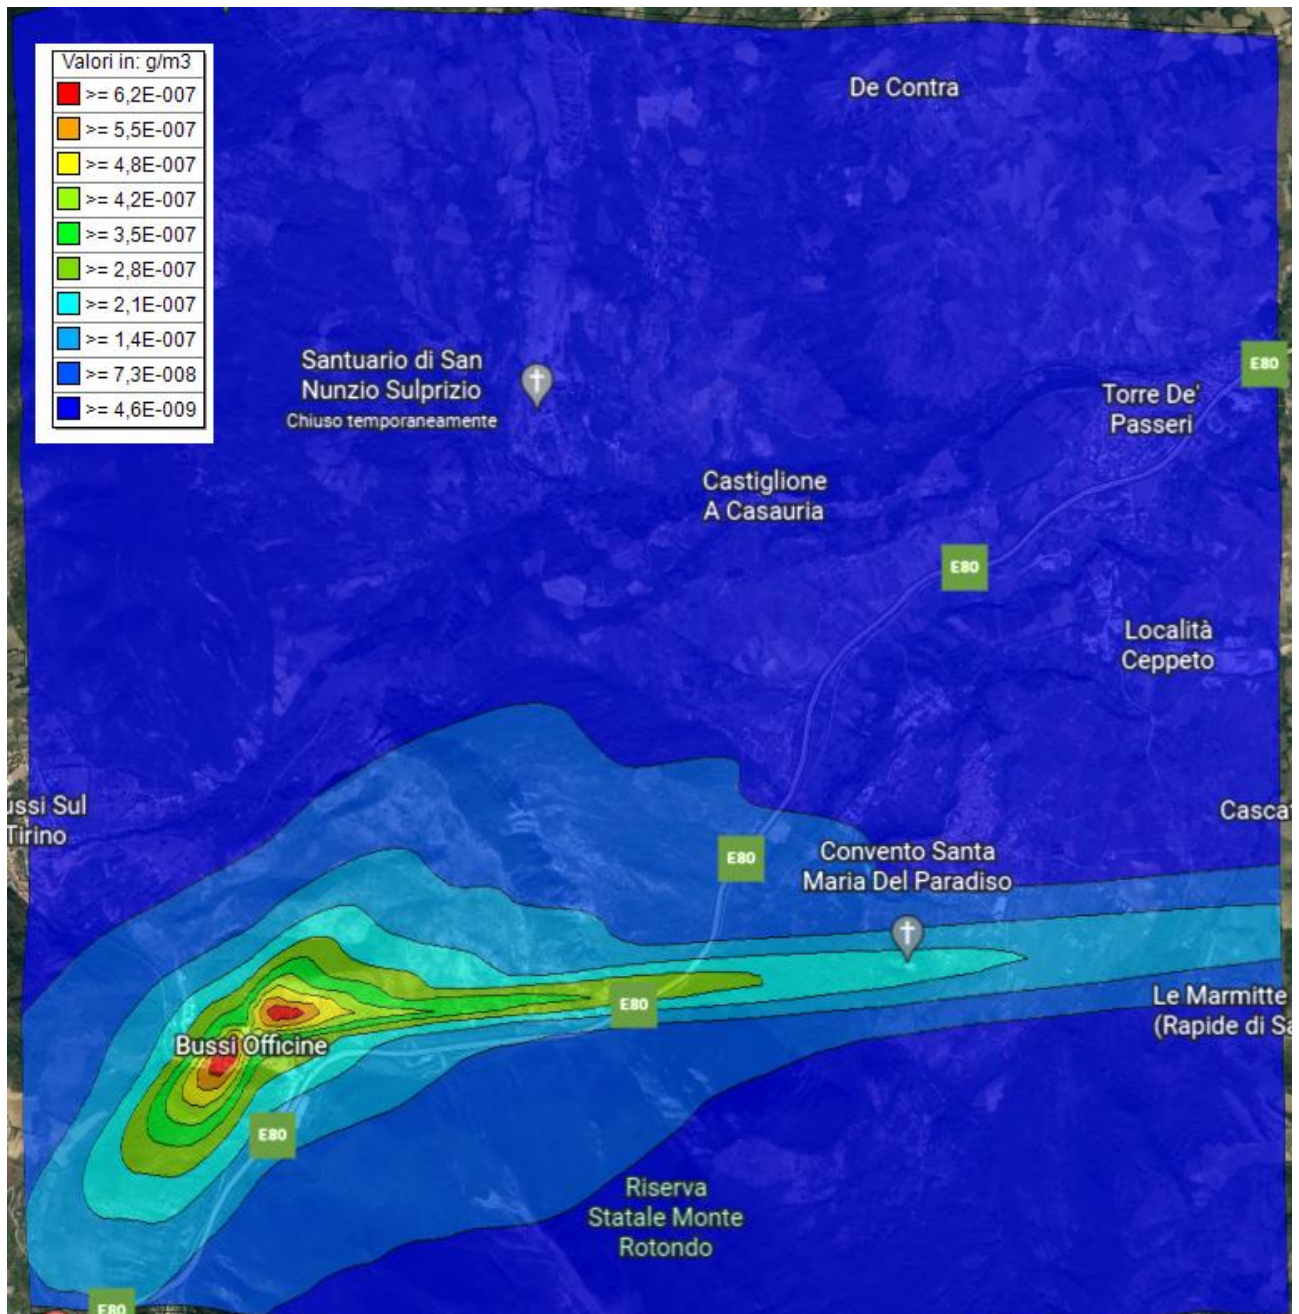 Valori in: g/m3
>= 6,2E-007
>= 5,5E-007
>= 4,8E-007
>= 4,2E-007
>= 3,5E-007
>= 2,8E-007
>= 2,1E-007
>= 1,4E-007
>= 7,3E-008
>= 4,6E-009
De Contra
Santuario di San
Nunzio Sulprizio
Chiuso temporaneamente
E80
Torre De'
Passeri
Castiglione
A Casauria
E80
Località
Ceppeto
ussi Sul
Tirino
Casca
E80
Convento Santa
Maria Del Paradiso
E80
Le Marmitte
(Rapide di Sa
Bussi Officine
E80
Riserva
Statale Monte
Rotondo
E80